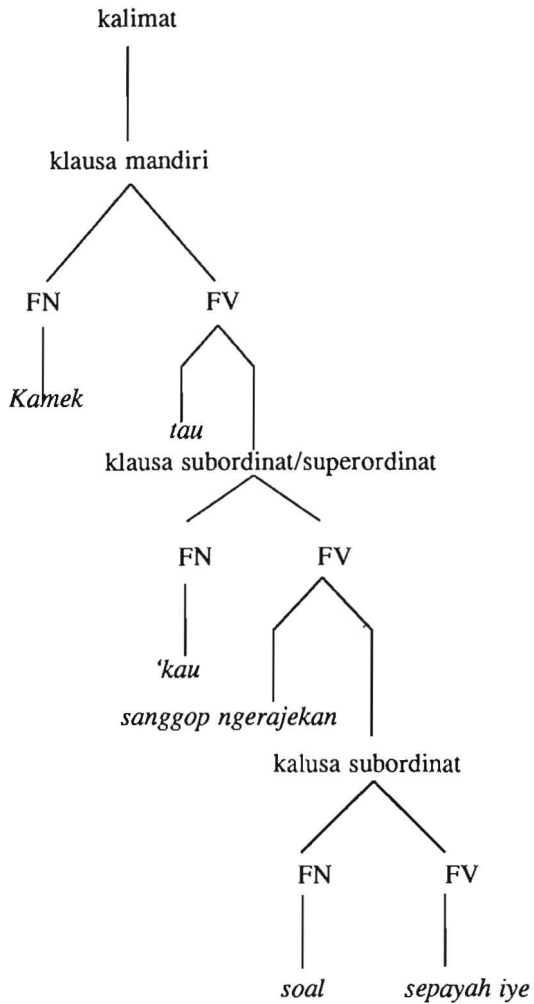 kalimat
klausa mandiri
FN FV
Kamek
tau
klausa subordinat/superordinat
FN FV
‘kau
sanggop ngerajekan
kalusa subordinat
FN FV
soal sepayah iye